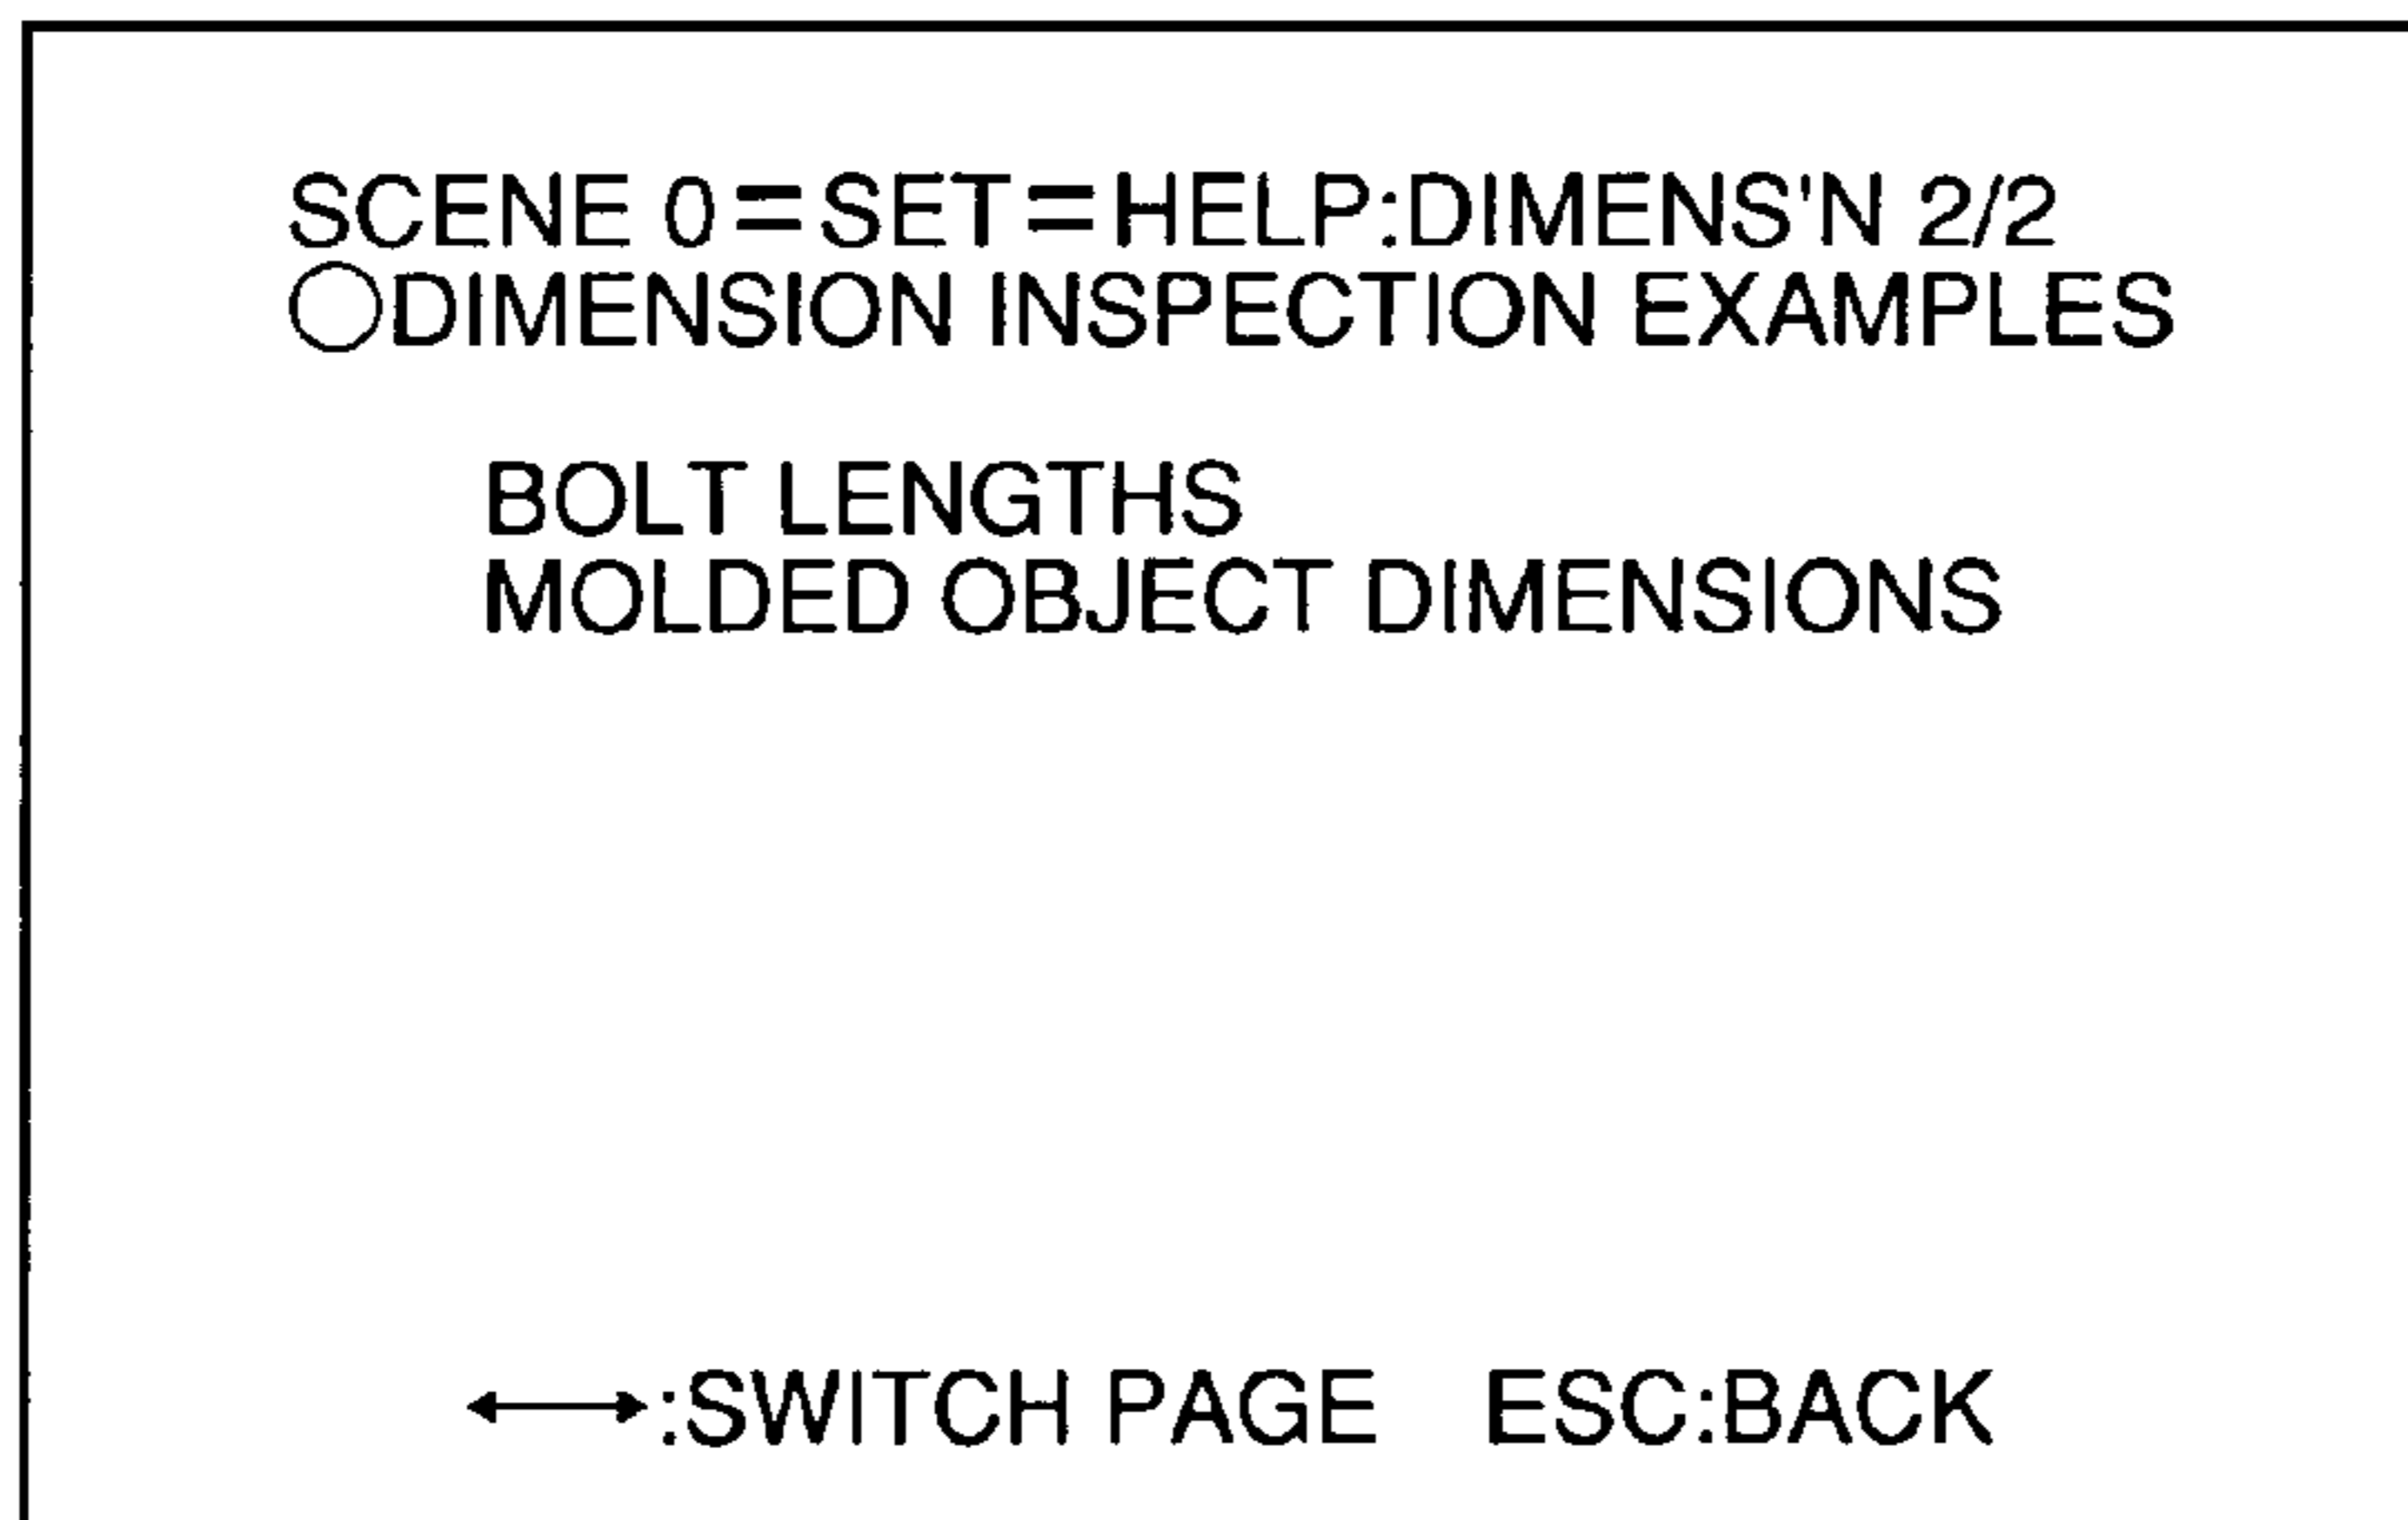 SCENE 0=SET=HELP:DIMENS'N 2/2
○DIMENSION INSPECTION EXAMPLES
BOLT LENGTHS
MOLDED OBJECT DIMENSIONS
↔:SWITCH PAGE ESC:BACK